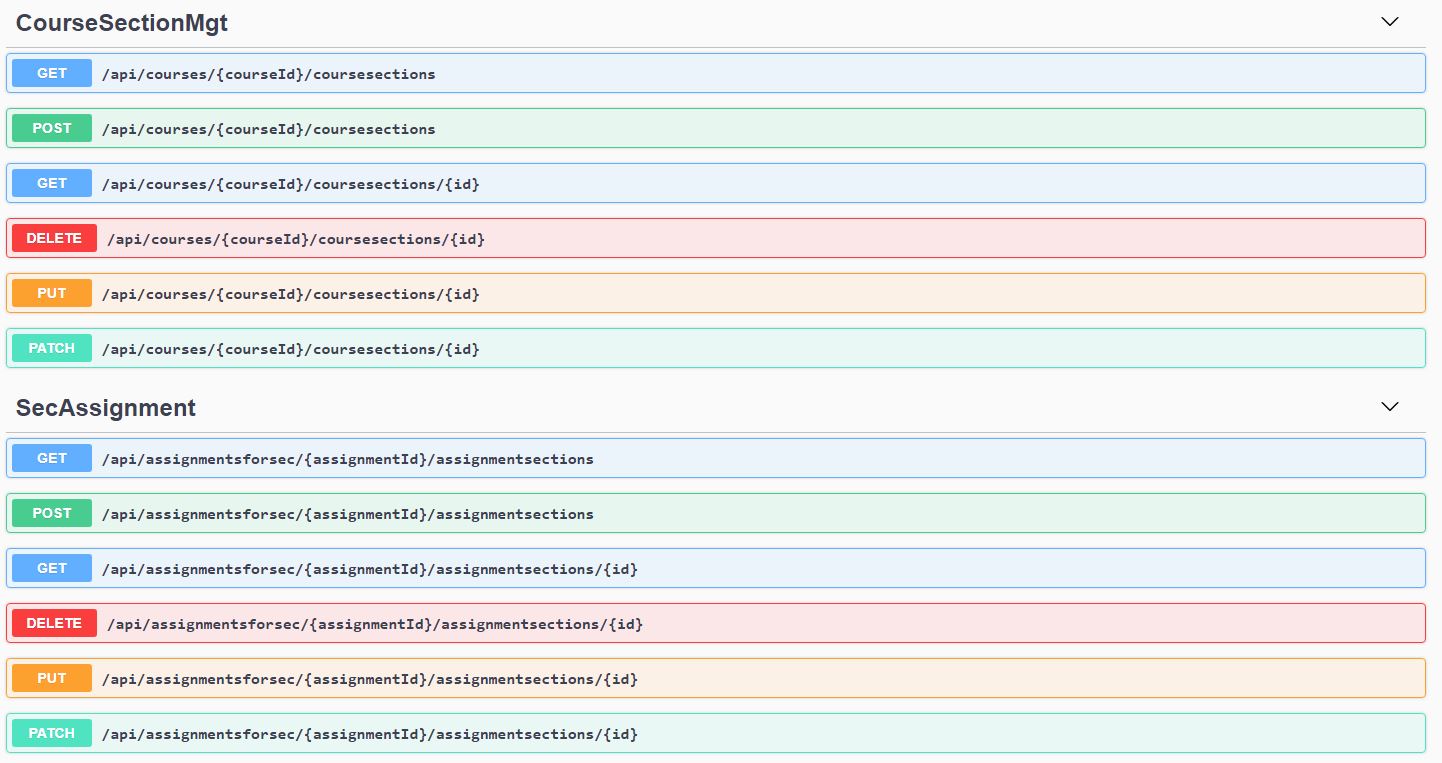 CourseSectionMgt
GET /api/courses/{courseId}/coursesections
POST /api/courses/{courseId}/coursesections
GET /api/courses/{courseId}/coursesections/{id}
DELETE /api/courses/{courseId}/coursesections/{id}
PUT /api/courses/{courseId}/coursesections/{id}
PATCH /api/courses/{courseId}/coursesections/{id}
SecAssignment
GET /api/assignmentsforsec/{assignmentId}/assignmentsections
POST /api/assignmentsforsec/{assignmentId}/assignmentsections
GET /api/assignmentsforsec/{assignmentId}/assignmentsections/{id}
DELETE /api/assignmentsforsec/{assignmentId}/assignmentsections/{id}
PUT /api/assignmentsforsec/{assignmentId}/assignmentsections/{id}
PATCH /api/assignmentsforsec/{assignmentId}/assignmentsections/{id}